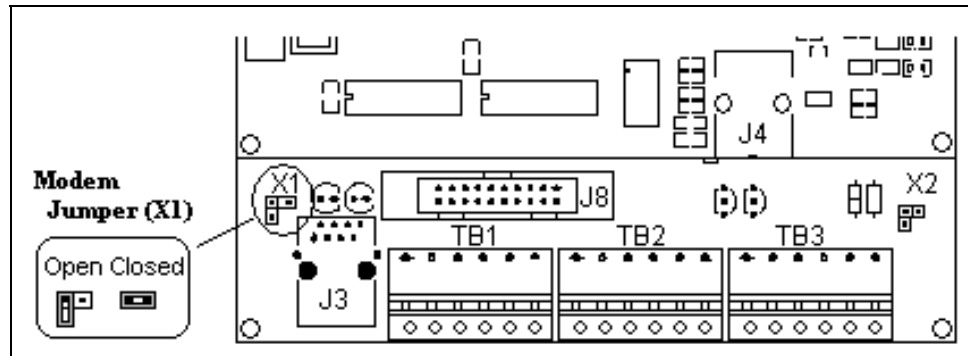 J4
Modem
Jumper (X1)
X1
J8
X2
TB1 TB2 TB3
Open Closed
J3